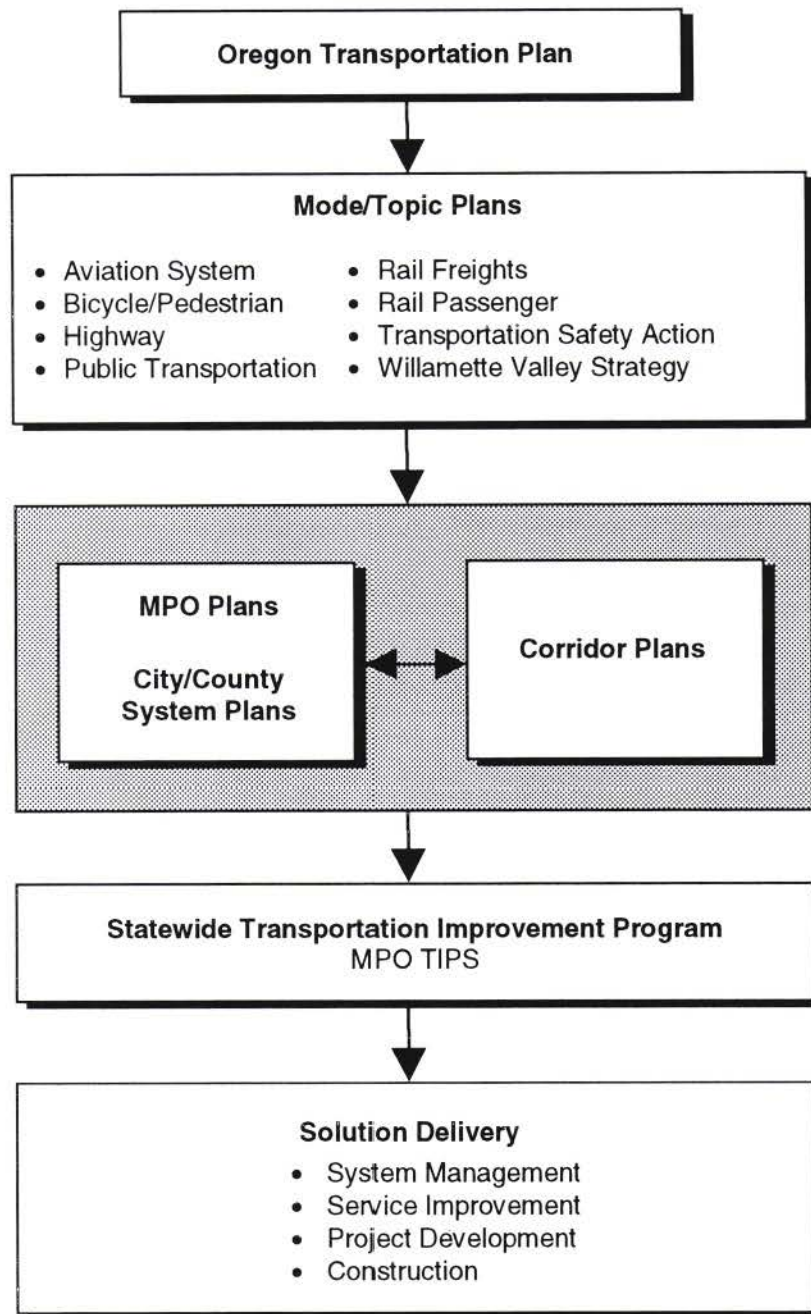 Oregon Transportation Plan
Mode/Topic Plans
• Aviation System
• Bicycle/Pedestrian
• Highway
• Public Transportation
• Rail Freights
• Rail Passenger
• Transportation Safety Action
• Willamette Valley Strategy
MPO Plans
City/County
System Plans
Corridor Plans
Statewide Transportation Improvement Program
MPO TIPS
Solution Delivery
• System Management
• Service Improvement
• Project Development
• Construction